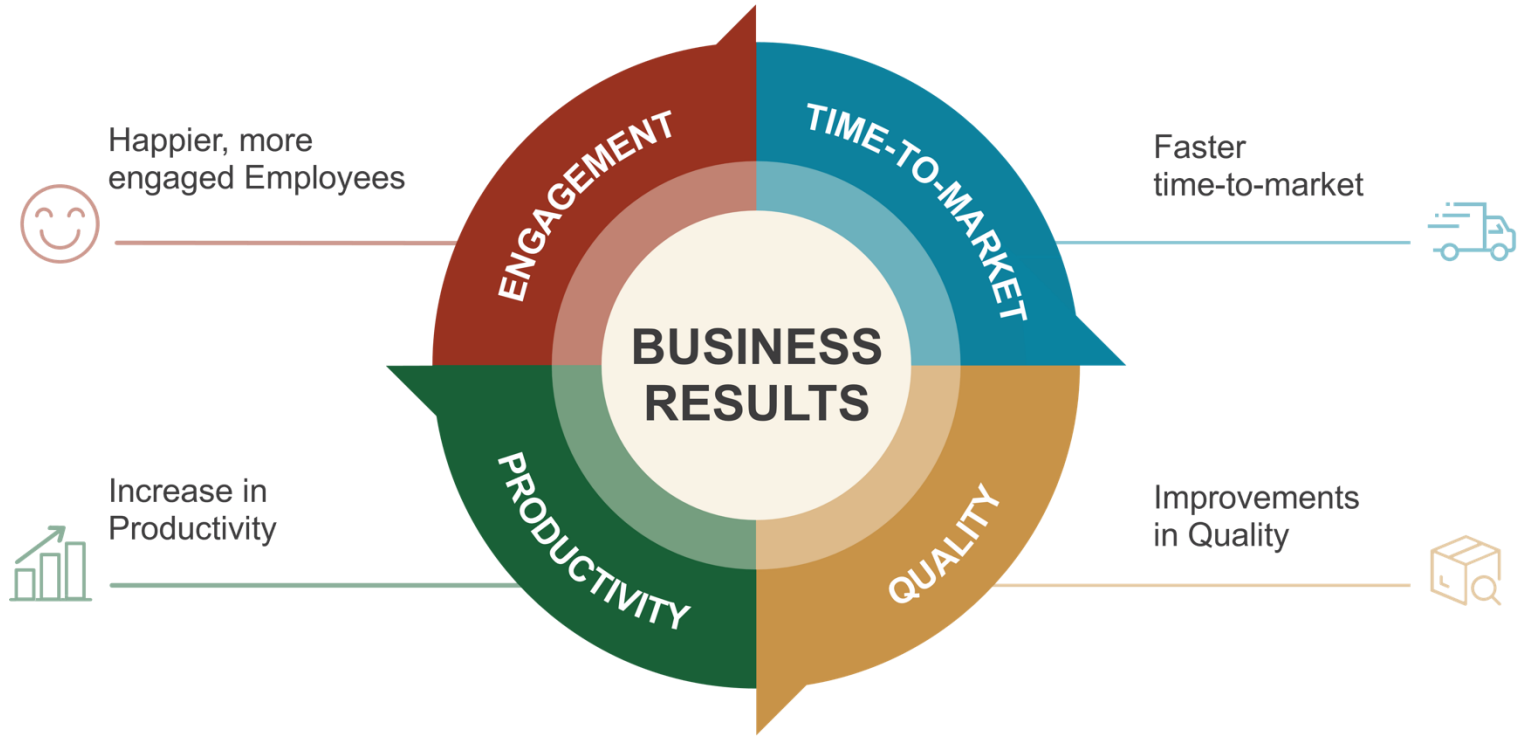 Happier, more
engaged Employees
ENGAGEMENT
TIME-TO-MARKET
Faster
time-to-market
BUSINESS
RESULTS
Increase in
Productivity
PRODUCTIVITY
QUALITY
Improvements
in Quality